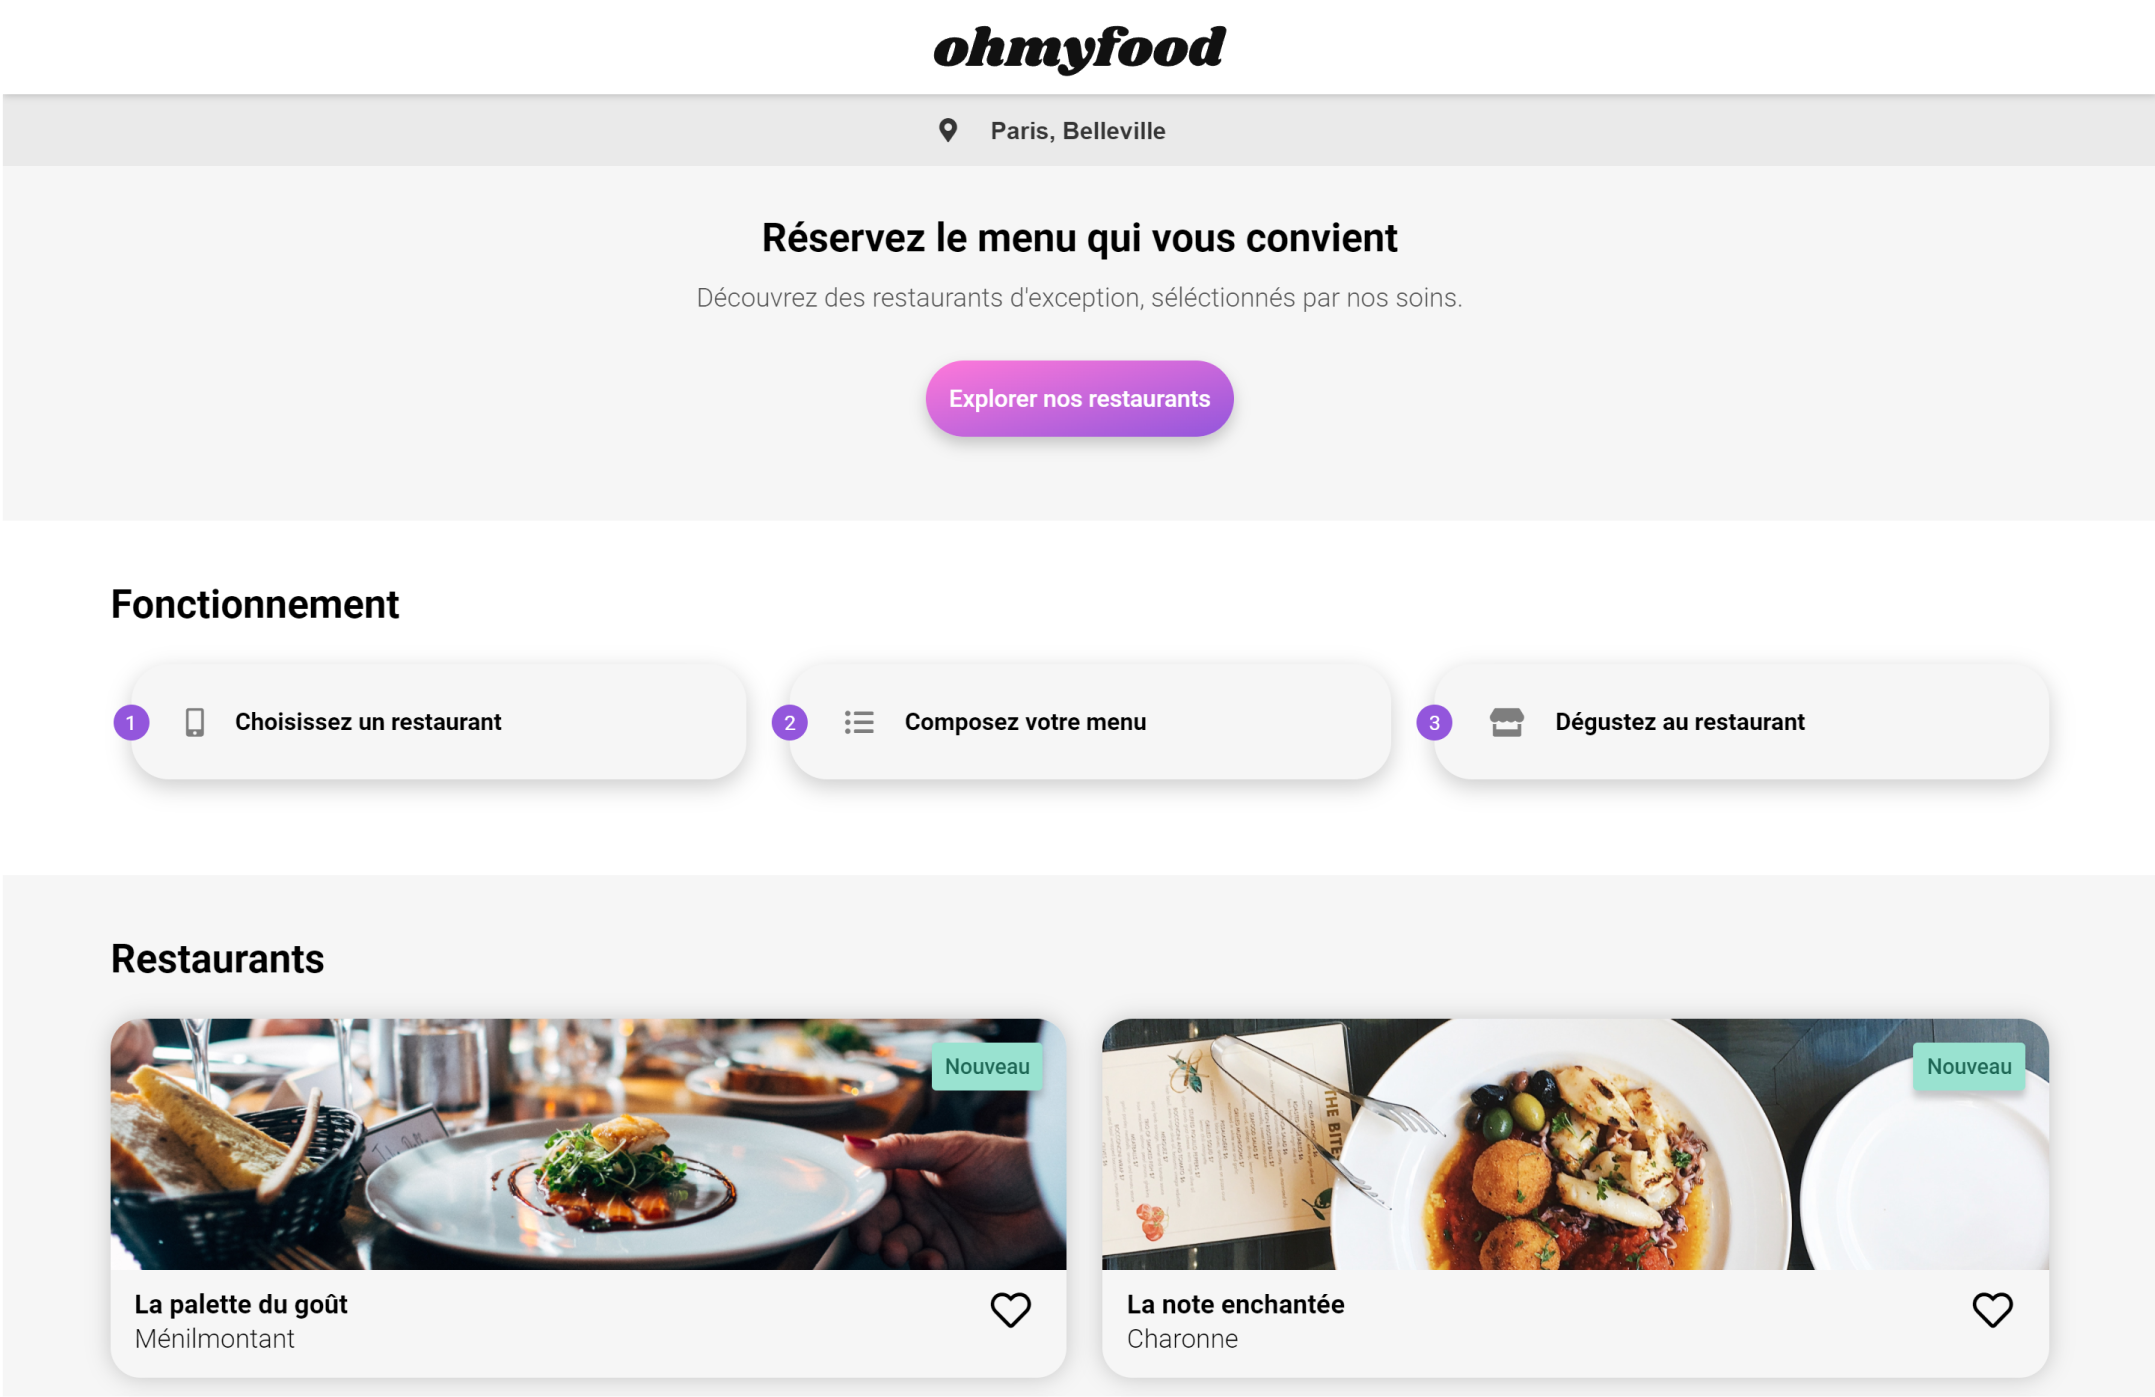 ohmyfood
Paris, Belleville
Réservez le menu qui vous convient
Découvrez des restaurants d'exception, séléctionnés par nos soins.
Explorer nos restaurants
Fonctionnement
1 Choisissez un restaurant
2 Composez votre menu
3 Dégustez au restaurant
Restaurants
Nouveau
La palette du goût
Ménilmontant
Nouveau
THE BITE
La note enchantée
Charonne